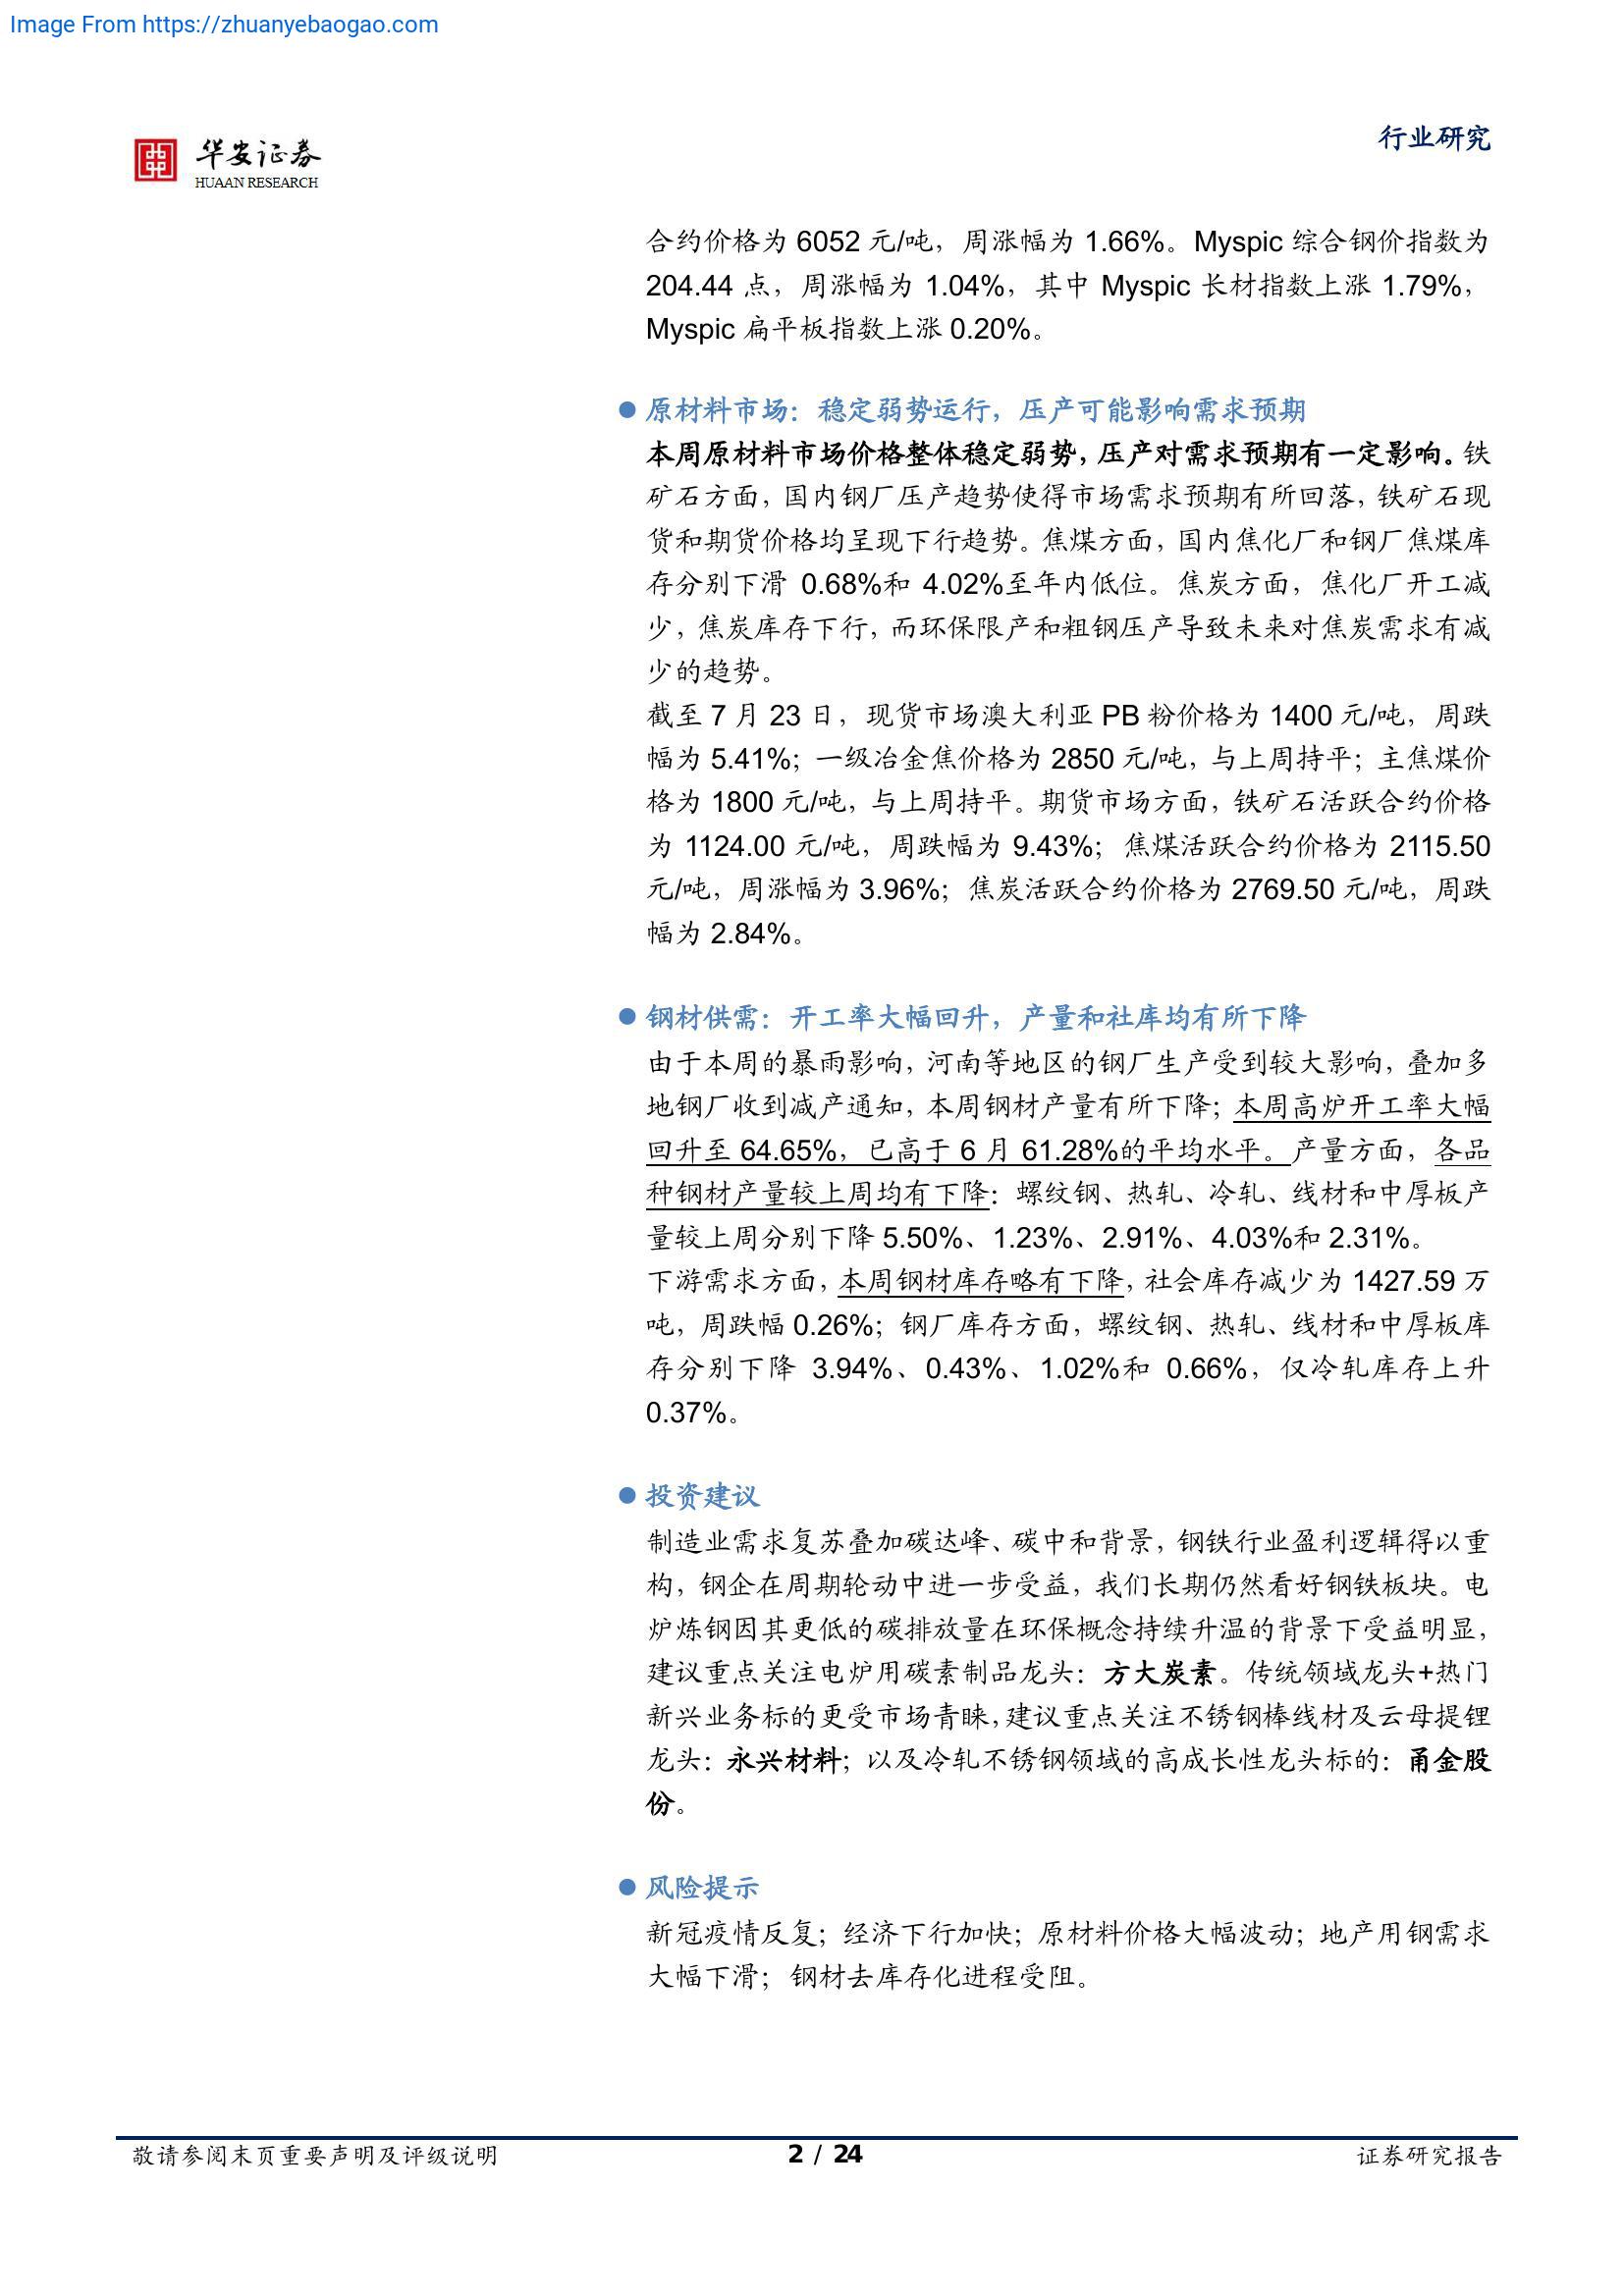 Image From https://zhuanyebaogao.com
华安证券
HUAAN RESEARCH
行业研究
合约价格为 6052 元/吨，周涨幅为 1.66%。Myspic 综合钢价指数为
204.44 点，周涨幅为 1.04%，其中 Myspic 长材指数上涨 1.79%，
Myspic 扁平板指数上涨 0.20%。
● 原材料市场：稳定弱势运行，压产可能影响需求预期
本周原材料市场价格整体稳定弱势，压产对需求预期有一定影响。铁
矿石方面，国内钢厂压产趋势使得市场需求预期有所回落，铁矿石现
货和期货价格均呈现下行趋势。焦煤方面，国内焦化厂和钢厂焦煤库
存分别下滑 0.68%和 4.02%至年内低位。焦炭方面，焦化厂开工减
少，焦炭库存下行，而环保限产和粗钢压产导致未来对焦炭需求有减
少的趋势。
截至 7 月 23 日，现货市场澳大利亚 PB 粉价格为 1400 元/吨，周跌
幅为 5.41%；一级冶金焦价格为 2850 元/吨，与上周持平；主焦煤价
格为 1800 元/吨，与上周持平。期货市场方面，铁矿石活跃合约价格
为 1124.00 元/吨，周跌幅为 9.43%；焦煤活跃合约价格为 2115.50
元/吨，周涨幅为 3.96%；焦炭活跃合约价格为 2769.50 元/吨，周跌
幅为 2.84%。
● 钢材供需：开工率大幅回升，产量和社库均有所下降
由于本周的暴雨影响，河南等地区的钢厂生产受到较大影响，叠加多
地钢厂收到减产通知，本周钢材产量有所下降；本周高炉开工率大幅
回升至 64.65%，已高于 6 月 61.28%的平均水平。产量方面，各品
种钢材产量较上周均有下降：螺纹钢、热轧、冷轧、线材和中厚板产
量较上周分别下降 5.50%、1.23%、2.91%、4.03%和 2.31%。
下游需求方面，本周钢材库存略有下降，社会库存减少为 1427.59 万
吨，周跌幅 0.26%；钢厂库存方面，螺纹钢、热轧、线材和中厚板库
存分别下降 3.94%、0.43%、1.02%和 0.66%，仅冷轧库存上升
0.37%。
● 投资建议
制造业需求复苏叠加碳达峰、碳中和背景，钢铁行业盈利逻辑得以重
构，钢企在周期轮动中进一步受益，我们长期仍然看好钢铁板块。电
炉炼钢因其更低的碳排放量在环保概念持续升温的背景下受益明显，
建议重点关注电炉用碳素制品龙头：方大炭素。传统领域龙头+热门
新兴业务标的更受市场青睐，建议重点关注不锈钢棒线材及云母提锂
龙头：永兴材料；以及冷轧不锈钢领域的高成长性龙头标的：甬金股
份。
● 风险提示
新冠疫情反复；经济下行加快；原材料价格大幅波动；地产用钢需求
大幅下滑；钢材去库存化进程受阻。
敬请参阅末页重要声明及评级说明
2 / 24
证券研究报告